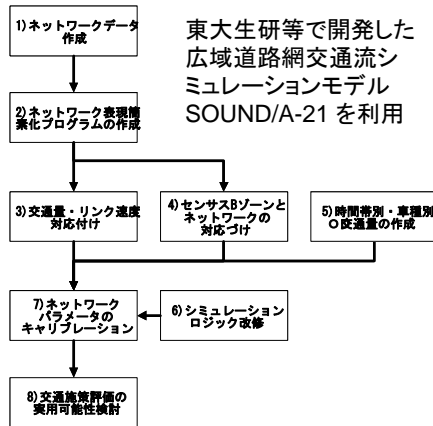 1)ネットワークデータ
作成
東大生研等で開発した
広域道路網交通流シ
ミュレーションモデル
SOUND/A-21 を利用
2)ネットワーク表現簡
素化プログラムの作成
3)交通量・リンク速度
対応付け
4)センサスBゾーンと
ネットワークの
対応づけ
5)時間帯別・車種別
OD交通量の作成
7)ネットワーク
パラメータの
キャリブレーション
6)シミュレーション
ロジック改修
8)交通施策評価の
実用可能性検討